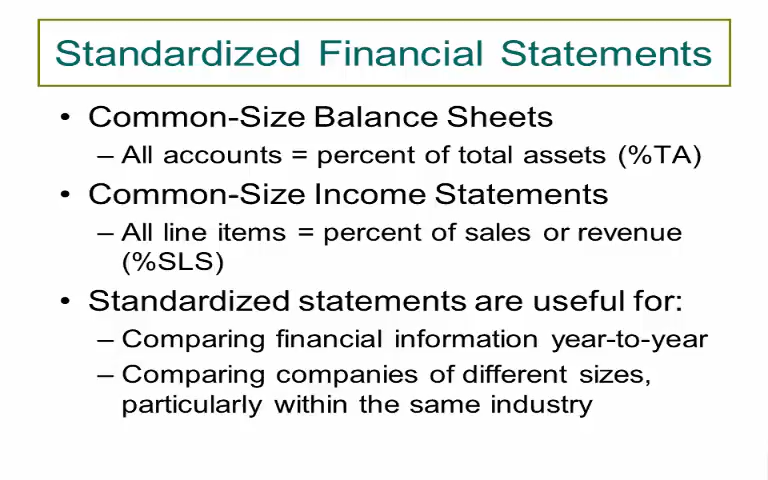 Standardized Financial Statements
• Common-Size Balance Sheets
– All accounts = percent of total assets (%TA)
• Common-Size Income Statements
– All line items = percent of sales or revenue
(%SLS)
• Standardized statements are useful for:
– Comparing financial information year-to-year
– Comparing companies of different sizes,
particularly within the same industry